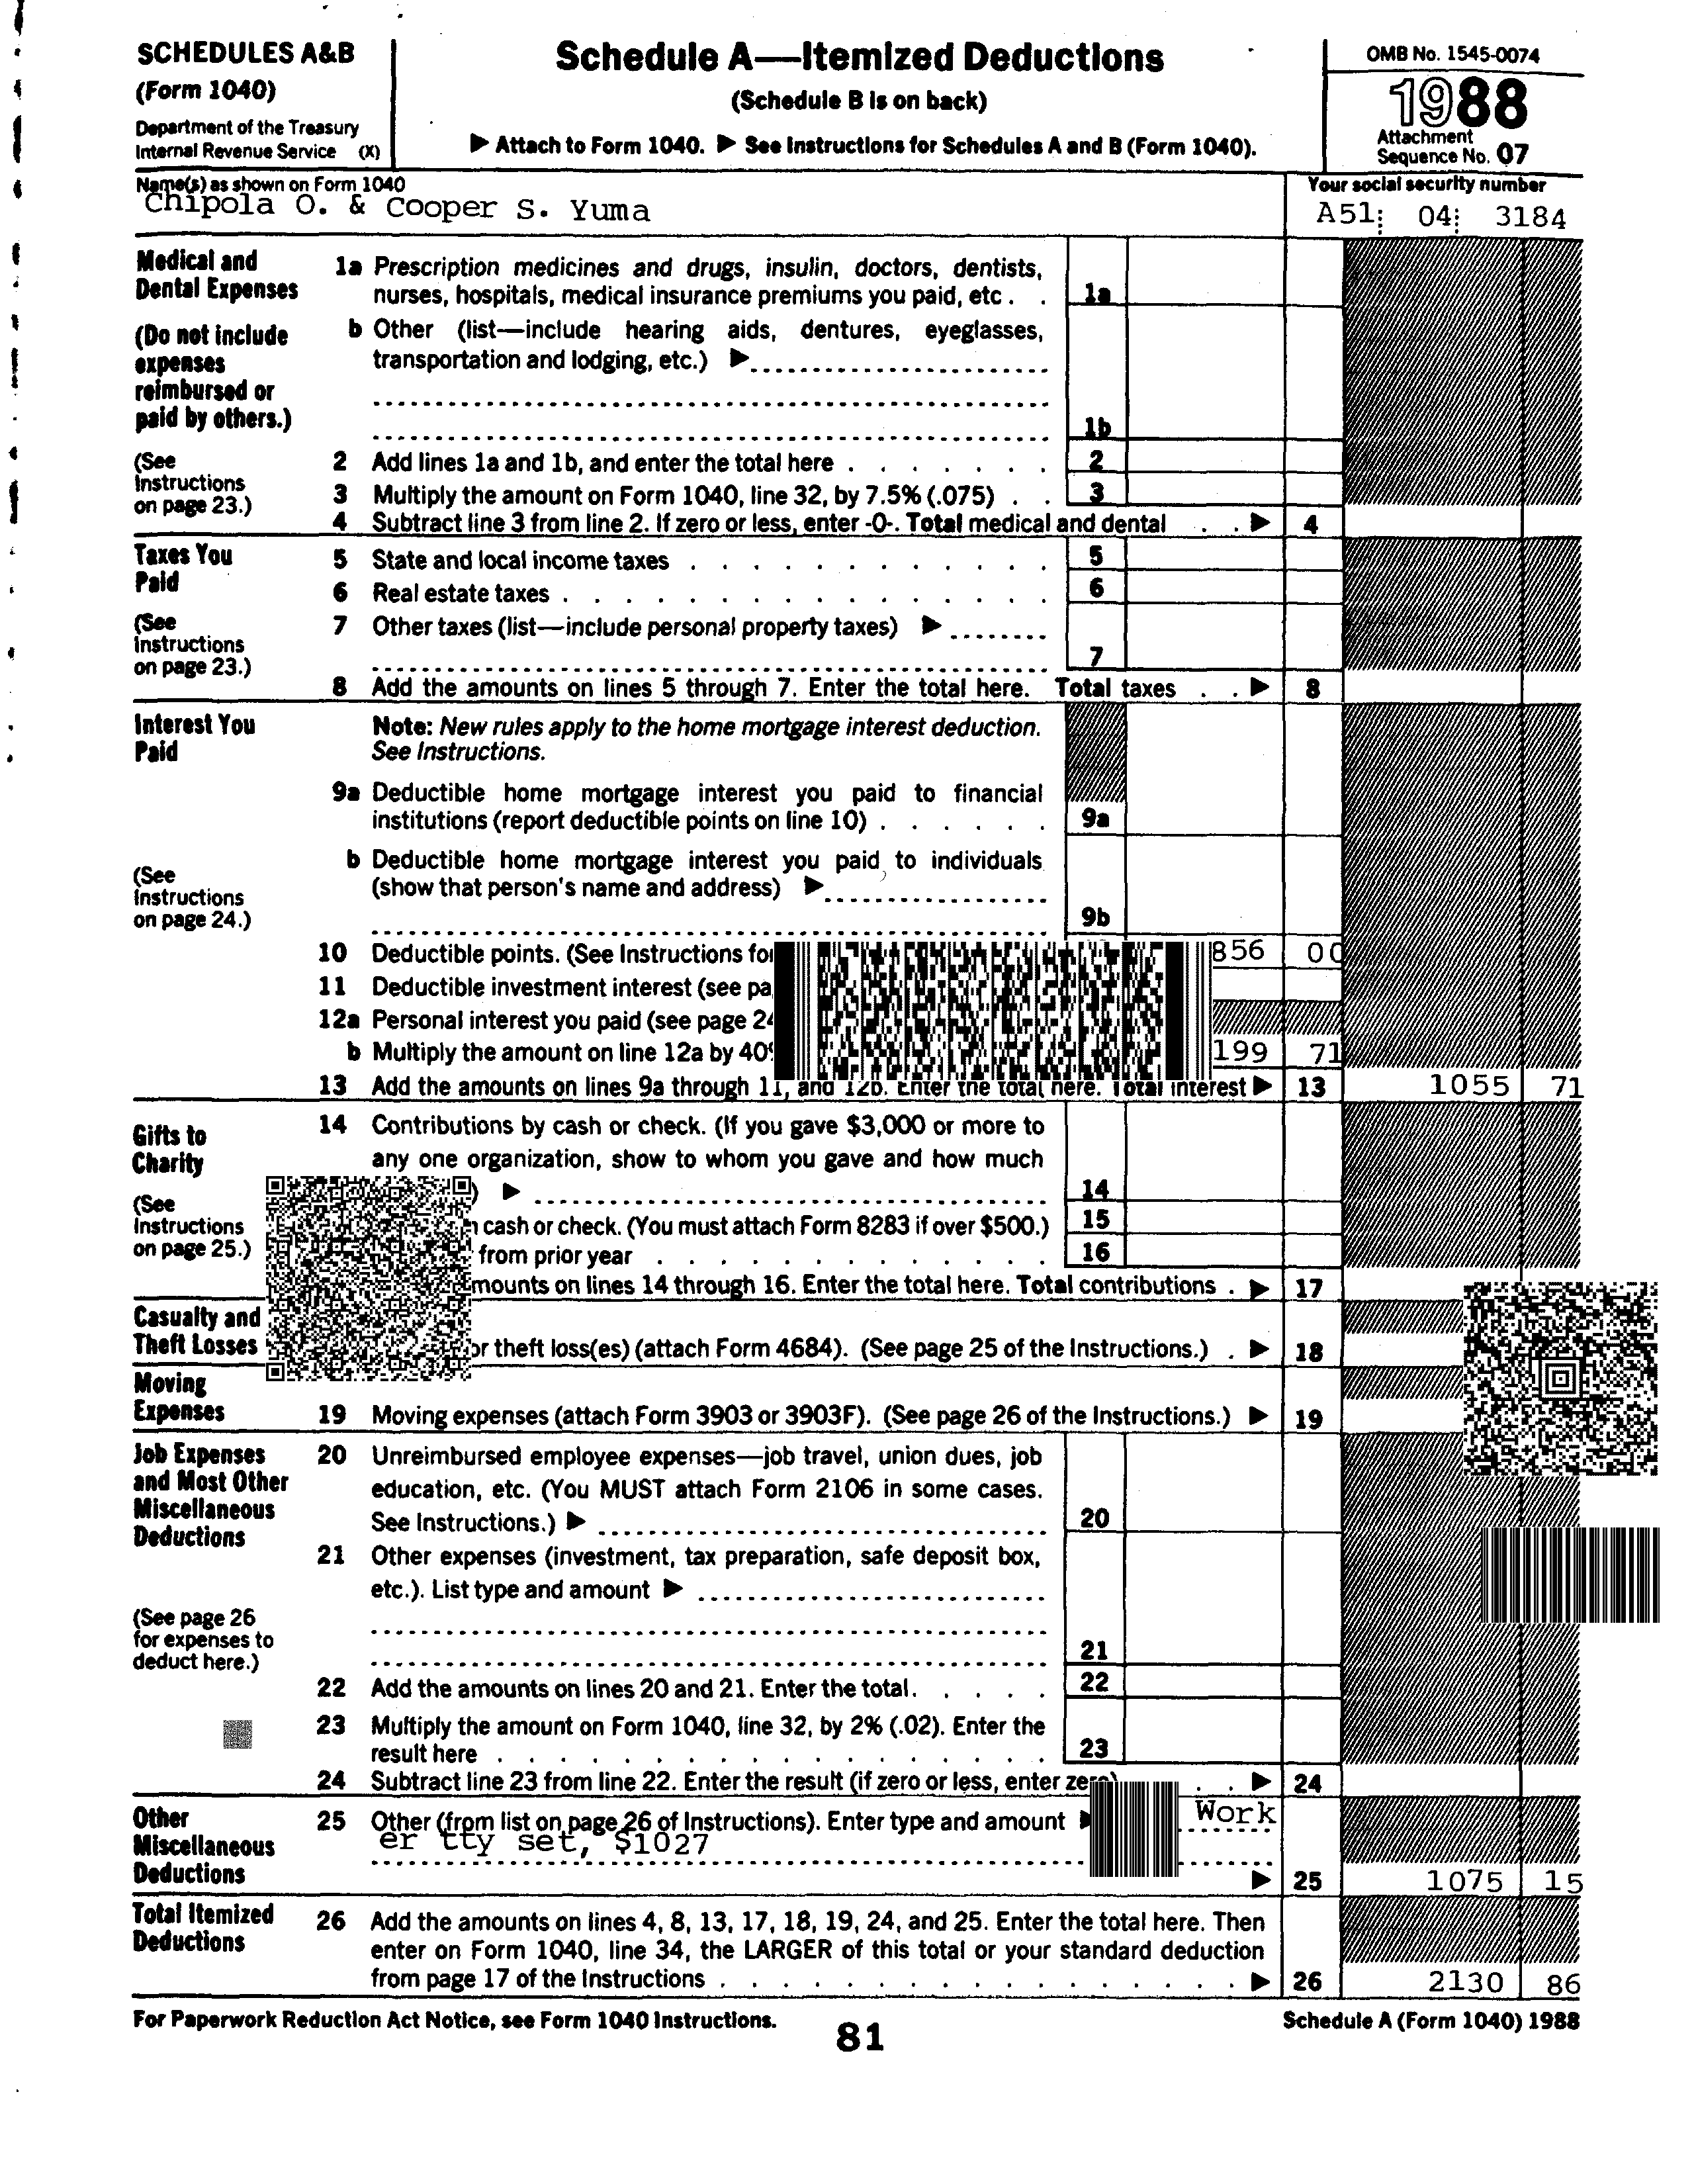 SCHEDULES A&B
(Form 1040)
Department of the Treasury
Internal Revenue Service (X)
Schedule A—Itemized Deductions
(Schedule B is on back)
▶ Attach to Form 1040. ▶ See Instructions for Schedules A and B (Form 1040).
OMB No. 1545-0074
1988
Attachment
Sequence No. 07
Name(s) as shown on Form 1040
Chipola O. & Cooper S. Yuma
Your social security number
A51 04 3184
Medical and
Dental Expenses
(Do not include
expenses
reimbursed or
paid by others.)
(See
Instructions
on page 23.)
1a Prescription medicines and drugs, insulin, doctors, dentists,
nurses, hospitals, medical insurance premiums you paid, etc . . 1a
b Other (list—include hearing aids, dentures, eyeglasses,
transportation and lodging, etc.) ▶
1b
2 Add lines 1a and 1b, and enter the total here . . . . . . . 2
3 Multiply the amount on Form 1040, line 32, by 7.5% (.075) . . 3
4 Subtract line 3 from line 2. If zero or less, enter -0-. Total medical and dental . . ▶ 4
Taxes You
Paid
(See
Instructions
on page 23.)
5 State and local income taxes . . . . . . . . . . . . 5
6 Real estate taxes . . . . . . . . . . . . . . . . 6
7 Other taxes (list—include personal property taxes) ▶
7
8 Add the amounts on lines 5 through 7. Enter the total here. Total taxes . . ▶ 8
Interest You
Paid
(See
Instructions
on page 24.)
Note: New rules apply to the home mortgage interest deduction.
See Instructions.
9a Deductible home mortgage interest you paid to financial
institutions (report deductible points on line 10) . . . . . . 9a
b Deductible home mortgage interest you paid to individuals
(show that person's name and address) ▶
9b
10 Deductible points. (See Instructions for 856 00
11 Deductible investment interest (see
12a Personal interest you paid (see page
b Multiply the amount on line 12a by 199 71
13 Add the amounts on lines 9a through 11, and 12b. Enter the total here. Total interest ▶ 13 1055 71
Gifts to
Charity
(See
Instructions
on page 25.)
14 Contributions by cash or check. (If you gave $3,000 or more to
any one organization, show to whom you gave and how much
) ▶ 14
cash or check. (You must attach Form 8283 if over $500.) 15
from prior year . . . . . . . . . . . . . 16
amounts on lines 14 through 16. Enter the total here. Total contributions . ▶ 17
Casualty and
Theft Losses
or theft loss(es) (attach Form 4684). (See page 25 of the Instructions.) . ▶ 18
Moving
Expenses
19 Moving expenses (attach Form 3903 or 3903F). (See page 26 of the Instructions.) ▶ 19
Job Expenses
and Most Other
Miscellaneous
Deductions
(See page 26
for expenses to
deduct here.)
20 Unreimbursed employee expenses—job travel, union dues, job
education, etc. (You MUST attach Form 2106 in some cases.
See Instructions.) ▶ 20
21 Other expenses (investment, tax preparation, safe deposit box,
etc.). List type and amount ▶
21
22 Add the amounts on lines 20 and 21. Enter the total. . . . . 22
23 Multiply the amount on Form 1040, line 32, by 2% (.02). Enter the
result here . . . . . . . . . . . . . . . . . . 23
24 Subtract line 23 from line 22. Enter the result (if zero or less, enter zero) . . ▶ 24
Other
Miscellaneous
Deductions
25 Other (from list on page 26 of Instructions). Enter type and amount ▶ Work
er tty set, $1027
▶ 25 1075 15
Total Itemized
Deductions
26 Add the amounts on lines 4, 8, 13, 17, 18, 19, 24, and 25. Enter the total here. Then
enter on Form 1040, line 34, the LARGER of this total or your standard deduction
from page 17 of the Instructions . . . . . . . . . . . . . . . . . ▶ 26 2130 86
For Paperwork Reduction Act Notice, see Form 1040 Instructions.
81
Schedule A (Form 1040) 1988